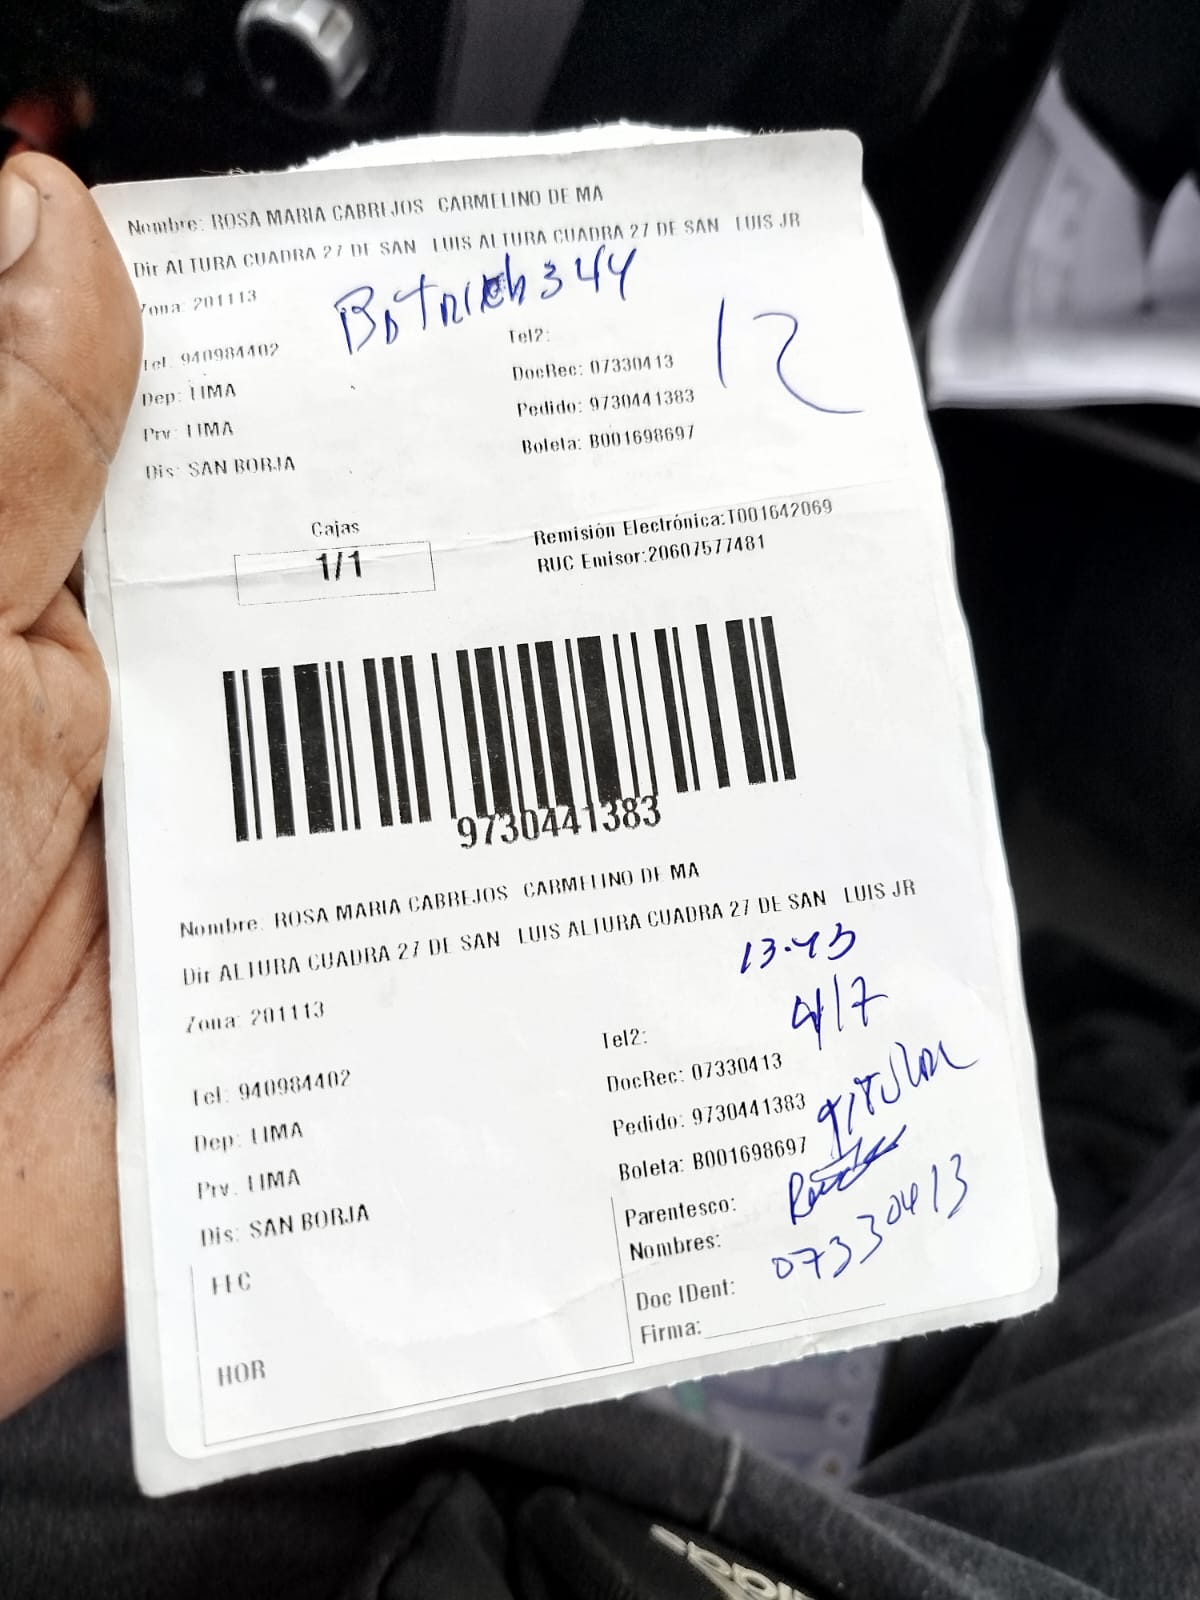 Nombre: ROSA MARIA CABREJOS CARMELINO DE MA
Dir ALTURA CUADRA 27 DE SAN LUIS ALTURA CUADRA 27 DE SAN LUIS JR
Zona: 201113
344
12
Tel: 940984402
Tel2:
Dep: LIMA
DocRec: 07330413
Prv: LIMA
Pedido: 9730441383
Dis: SAN BORJA
Boleta: B001698697
Cajas
1/1
Remisión Electrónica:T001642069
RUC Emisor:20607577481
9730441383
Nombre: ROSA MARIA CABREJOS CARMELINO DE MA
Dir ALTURA CUADRA 27 DE SAN LUIS ALTURA CUADRA 27 DE SAN LUIS JR
13.43
Zona: 201113
4/7
Tel2:
Tel: 940984402
DocRec: 07330413
Dep: LIMA
Pedido: 9730441383
titular
Prv: LIMA
Boleta: B001698697
Dis: SAN BORJA
Parentesco:
Nombres:
07330413
FEC
Doc IDent:
Firma:
HOR